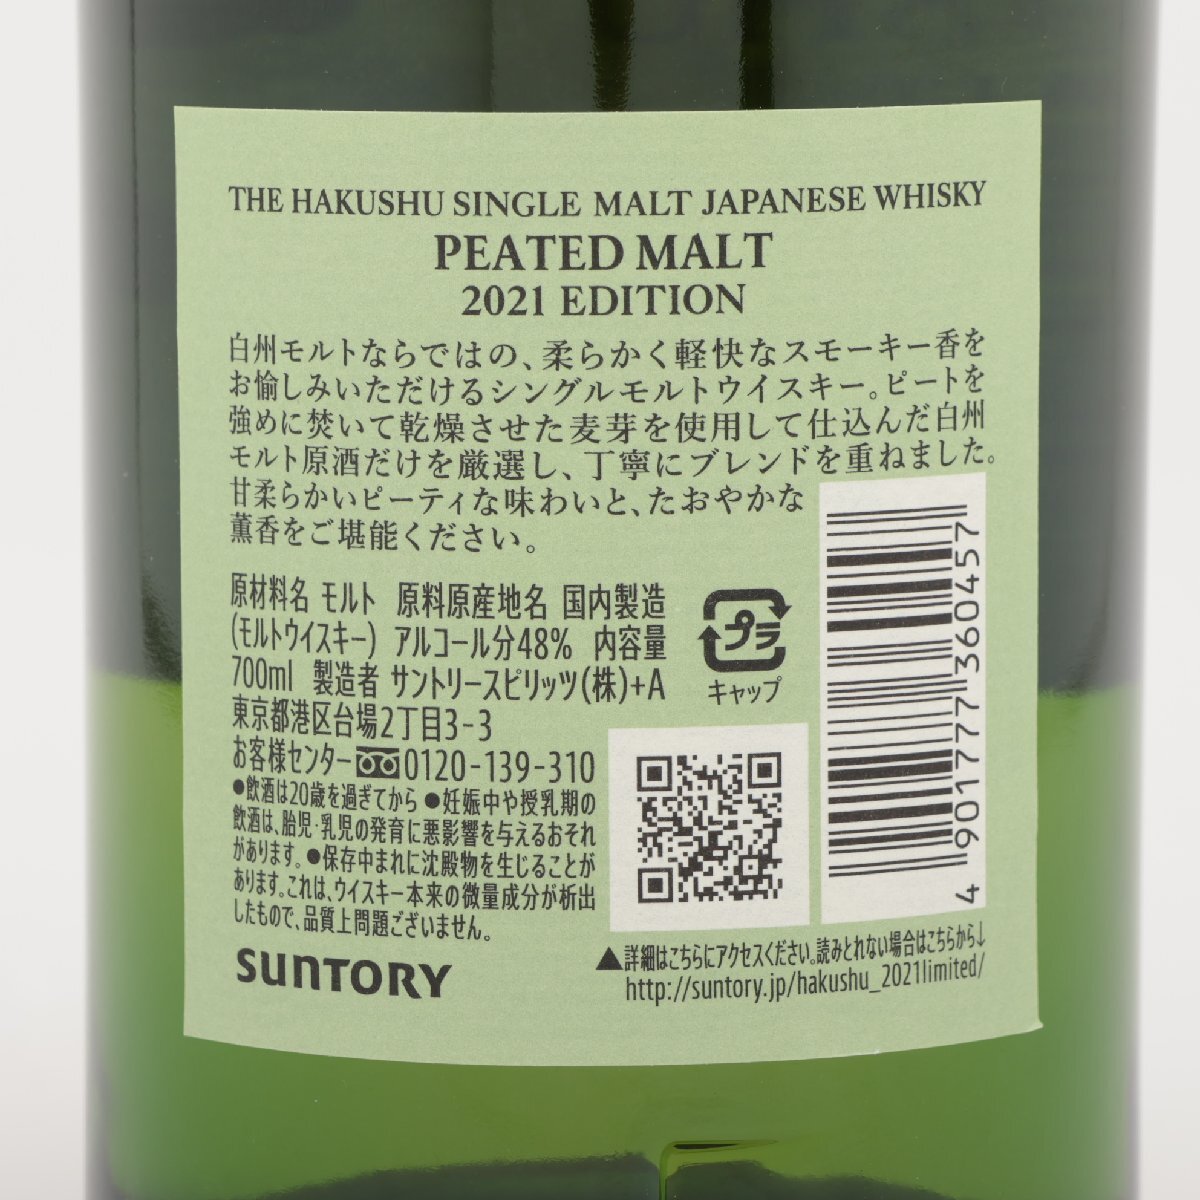 THE HAKUSHU SINGLE MALT JAPANESE WHISKY
PEATED MALT
2021 EDITION
白州モルトならではの、柔らかく軽快なスモーキー香を
お愉しみいただけるシングルモルトウイスキー。ピートを
強めに焚いて乾燥させた麦芽を使用して仕込んだ白州
モルト原酒だけを厳選し、丁寧にブレンドを重ねました。
甘柔らかいピーティな味わいと、たおやかな
薫香をご堪能ください。
原材料名 モルト 原料原産地名 国内製造
(モルトウイスキー) アルコール分48% 内容量
700ml 製造者 サントリースピリッツ(株)+A
東京都港区台場2丁目3-3
お客様センター 0120-139-310
●飲酒は20歳を過ぎてから ●妊娠中や授乳期の
飲酒は、胎児・乳児の発育に悪影響を与えるおそれ
があります。●保存中まれに沈殿物を生じることが
あります。これは、ウイスキー本来の微量成分が析出
したもので、品質上問題ございません。
SUNTORY
プラ
キャップ
4 901777 360457
▲詳細はこちらにアクセスください。読みとれない場合はこちらから↓
http://suntory.jp/hakushu_2021limited/